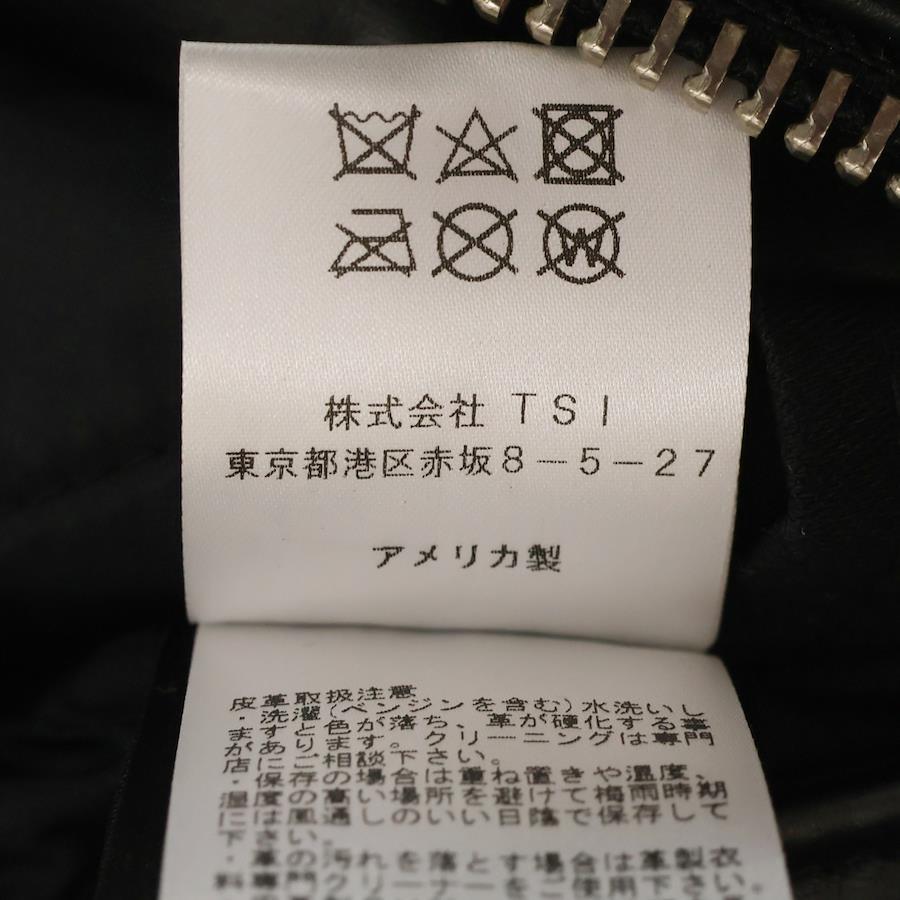 株式会社 TSI
東京都港区赤坂8-5-27
アメリカ製
皮革取扱注意
・洗濯(ベンジンを含む)水洗いし
ますと色が落ち、革が硬化する事
があります。クリーニングは専門
店にご相談下さい。
・保存の場合は重ね置きや温度、
湿度の高い場所を避けて梅雨時期
には風通しのいい日陰で保存して
下さい。
・革の汚れを落とす場合は革製衣
料専門クリーナーをご使用下さい。